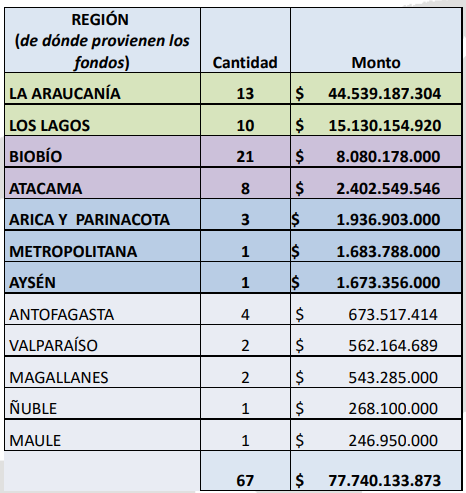 REGIÓN
(de dónde provienen los
fondos) Cantidad Monto
LA ARAUCANÍA 13 $ 44.539.187.304
LOS LAGOS 10 $ 15.130.154.920
BIOBÍO 21 $ 8.080.178.000
ATACAMA 8 $ 2.402.549.546
ARICA Y PARINACOTA 3 $ 1.936.903.000
METROPOLITANA 1 $ 1.683.788.000
AYSÉN 1 $ 1.673.356.000
ANTOFAGASTA 4 $ 673.517.414
VALPARAÍSO 2 $ 562.164.689
MAGALLANES 2 $ 543.285.000
ÑUBLE 1 $ 268.100.000
MAULE 1 $ 246.950.000
67 $ 77.740.133.873